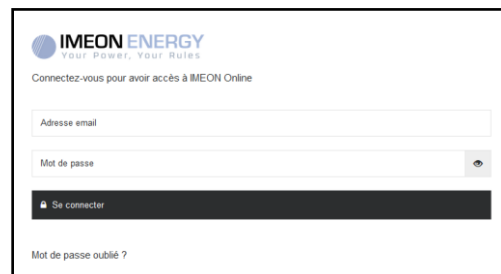 IMEON ENERGY
Your Power, Your Rules
Connectez-vous pour avoir accès à IMEON Online
Adresse email
Mot de passe
Se connecter
Mot de passe oublié ?